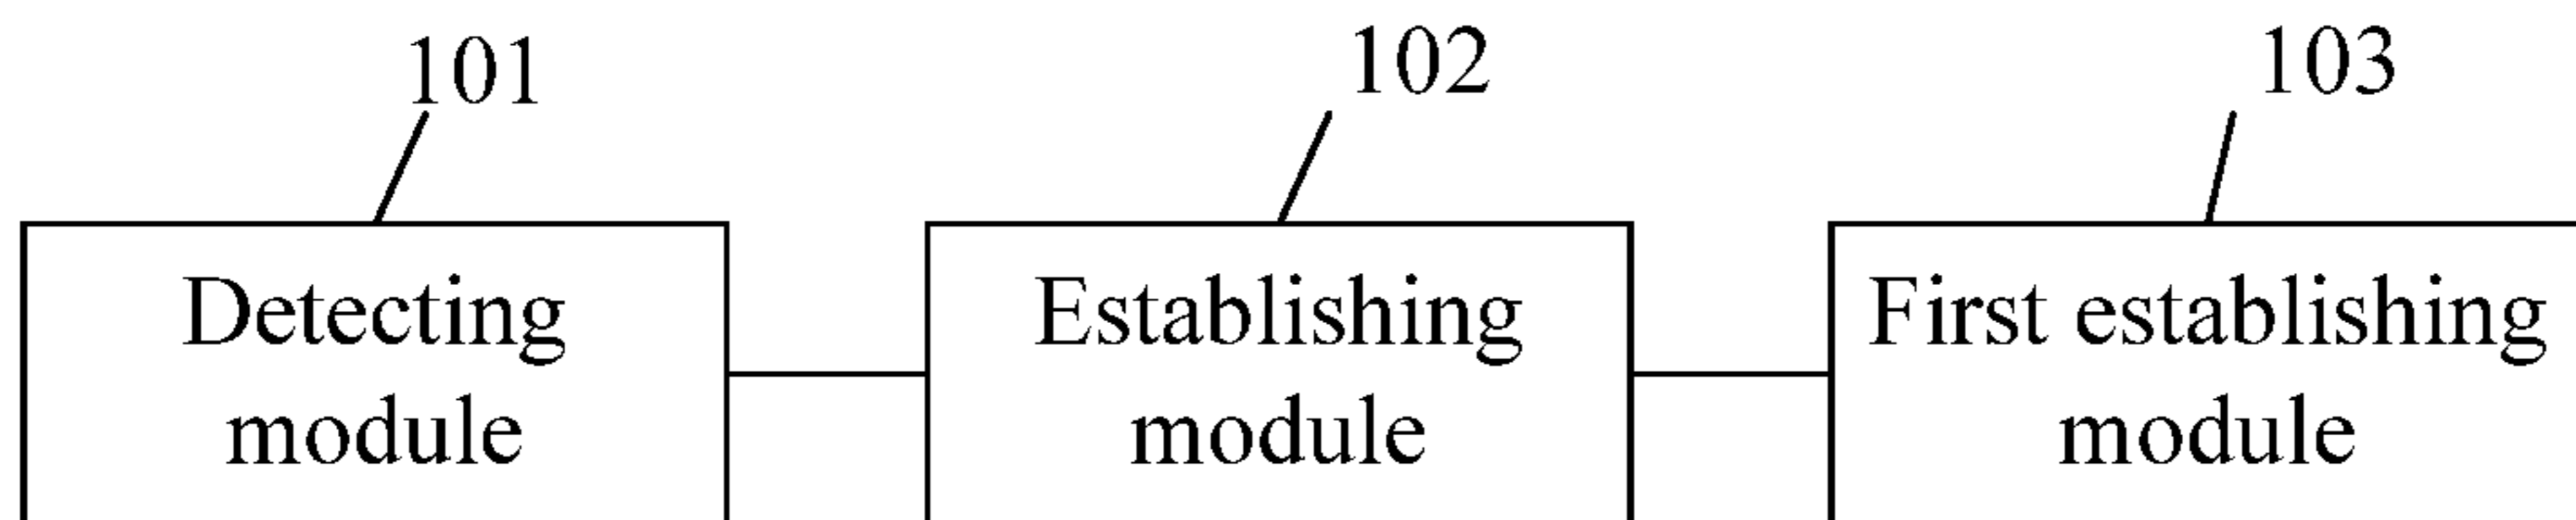 101
102
103
Detecting
module
Establishing
module
First establishing
module